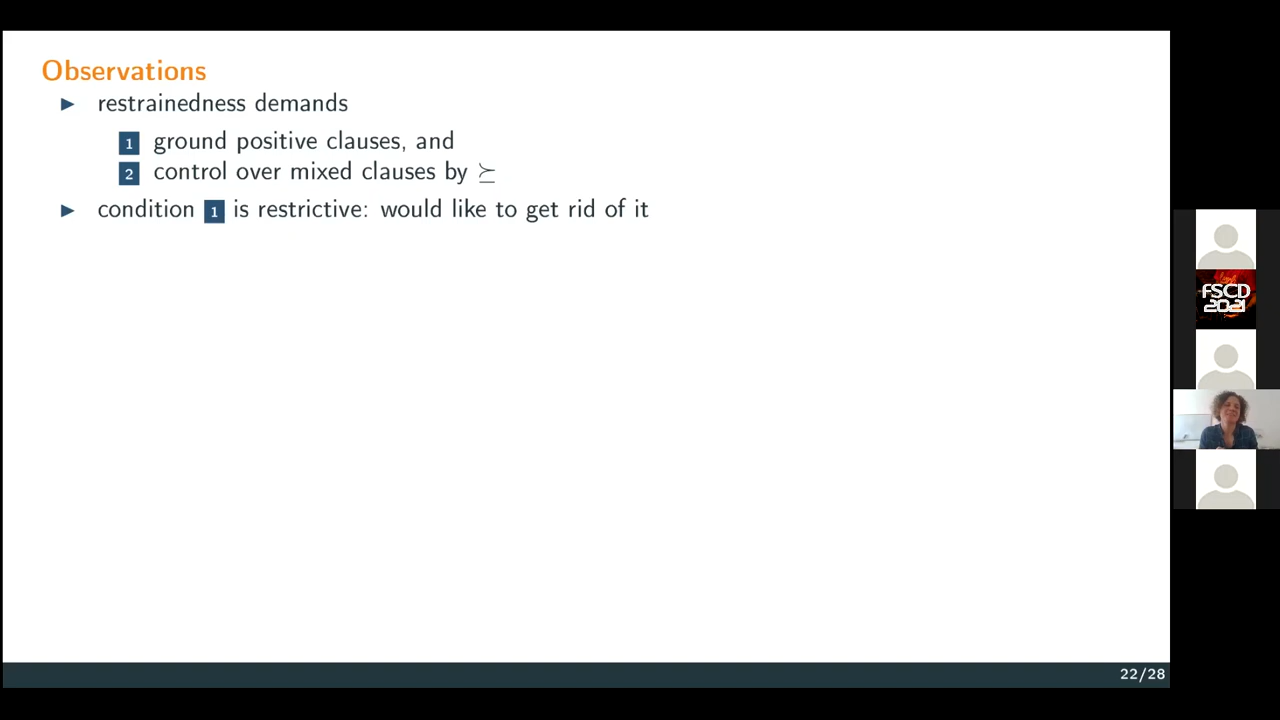 Observations
▶ restrainedness demands
1 ground positive clauses, and
2 control over mixed clauses by ⪰
▶ condition 1 is restrictive: would like to get rid of it
FSCD
2021
22/28